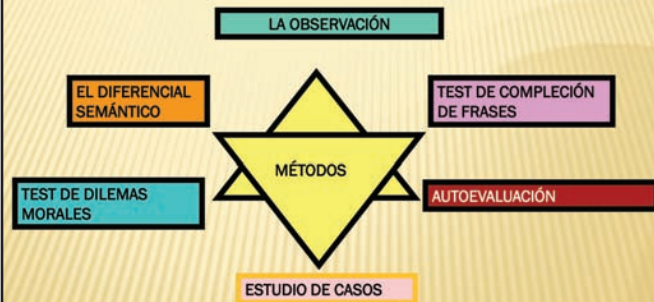 LA OBSERVACIÓN
EL DIFERENCIAL
SEMÁNTICO
TEST DE COMPLECIÓN
DE FRASES
MÉTODOS
TEST DE DILEMAS
MORALES
AUTOEVALUACIÓN
ESTUDIO DE CASOS